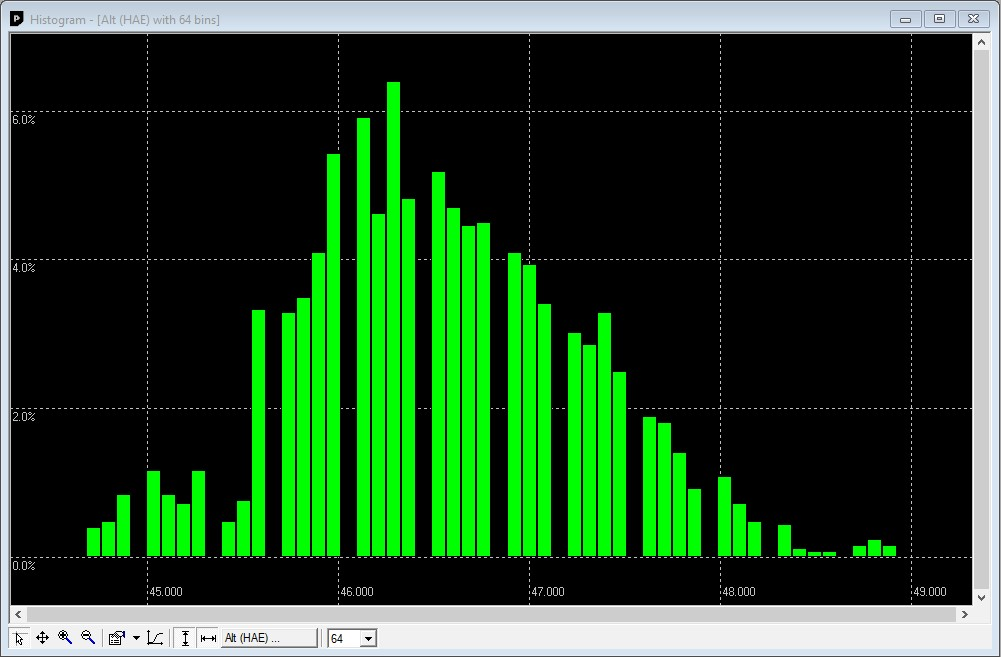 Histogram - [Alt (HAE) with 64 bins]
6.0%
4.0%
2.0%
0.0%
45.000 46.000 47.000 48.000 49.000
Alt (HAE) ... 64